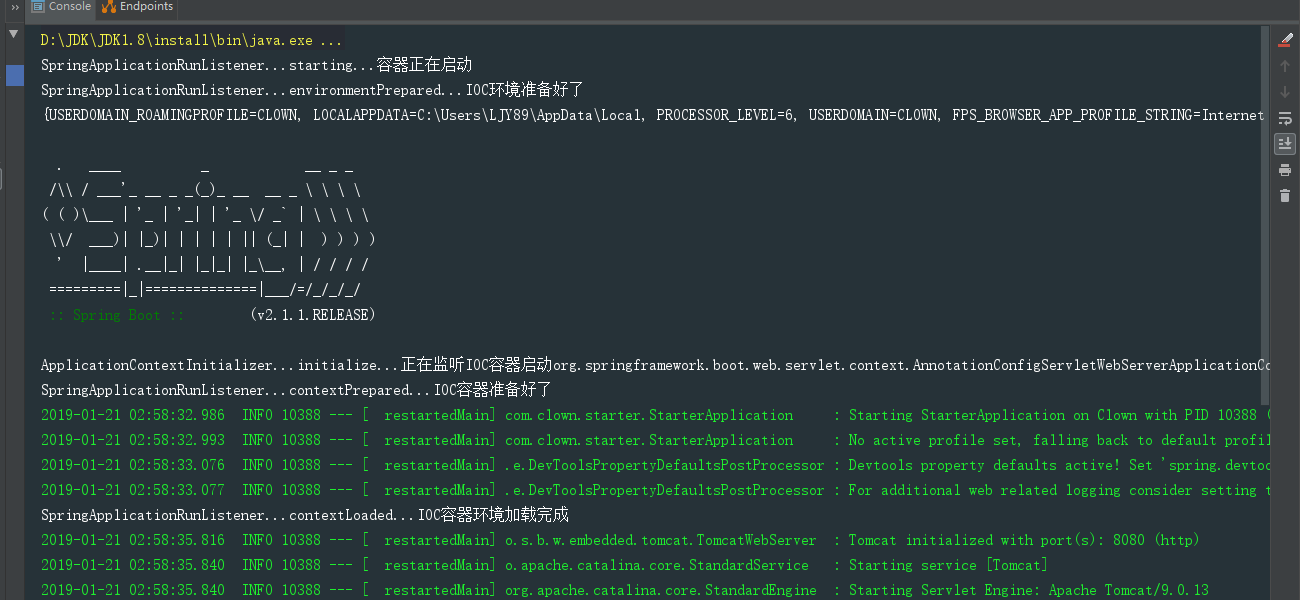 Console Endpoints
D:\JDK\JDK1.8\install\bin\java.exe ...
SpringApplicationRunListener...starting...容器正在启动
SpringApplicationRunListener...environmentPrepared...IOC环境准备好了
{USERDOMAIN_ROAMINGPROFILE=CLOWN, LOCALAPPDATA=C:\Users\LJY89\AppData\Local, PROCESSOR_LEVEL=6, USERDOMAIN=CLOWN, FPS_BROWSER_APP_PROFILE_STRING=Internet
  .   ____          _            __ _ _
 /\\ / ___'_ __ _ _(_)_ __  __ _ \ \ \ \
( ( )\___ | '_ | '_| | '_ \/ _` | \ \ \ \
 \\/  ___)| |_)| | | | | || (_| |  ) ) ) )
  '  |____| .__|_| |_|_| |_\__, | / / / /
 =========|_|==============|___/=/_/_/_/
 :: Spring Boot ::        (v2.1.1.RELEASE)
ApplicationContextInitializer...initialize...正在监听IOC容器启动org.springframework.boot.web.servlet.context.AnnotationConfigServletWebServerApplicationCo
SpringApplicationRunListener...contextPrepared...IOC容器准备好了
2019-01-21 02:58:32.986  INFO 10388 --- [  restartedMain] com.clown.starter.StarterApplication     : Starting StarterApplication on Clown with PID 10388 (
2019-01-21 02:58:32.993  INFO 10388 --- [  restartedMain] com.clown.starter.StarterApplication     : No active profile set, falling back to default profil
2019-01-21 02:58:33.076  INFO 10388 --- [  restartedMain] .e.DevToolsPropertyDefaultsPostProcessor : Devtools property defaults active! Set 'spring.devtoo
2019-01-21 02:58:33.077  INFO 10388 --- [  restartedMain] .e.DevToolsPropertyDefaultsPostProcessor : For additional web related logging consider setting t
SpringApplicationRunListener...contextLoaded...IOC容器环境加载完成
2019-01-21 02:58:35.816  INFO 10388 --- [  restartedMain] o.s.b.w.embedded.tomcat.TomcatWebServer  : Tomcat initialized with port(s): 8080 (http)
2019-01-21 02:58:35.840  INFO 10388 --- [  restartedMain] o.apache.catalina.core.StandardService   : Starting service [Tomcat]
2019-01-21 02:58:35.840  INFO 10388 --- [  restartedMain] org.apache.catalina.core.StandardEngine  : Starting Servlet Engine: Apache Tomcat/9.0.13